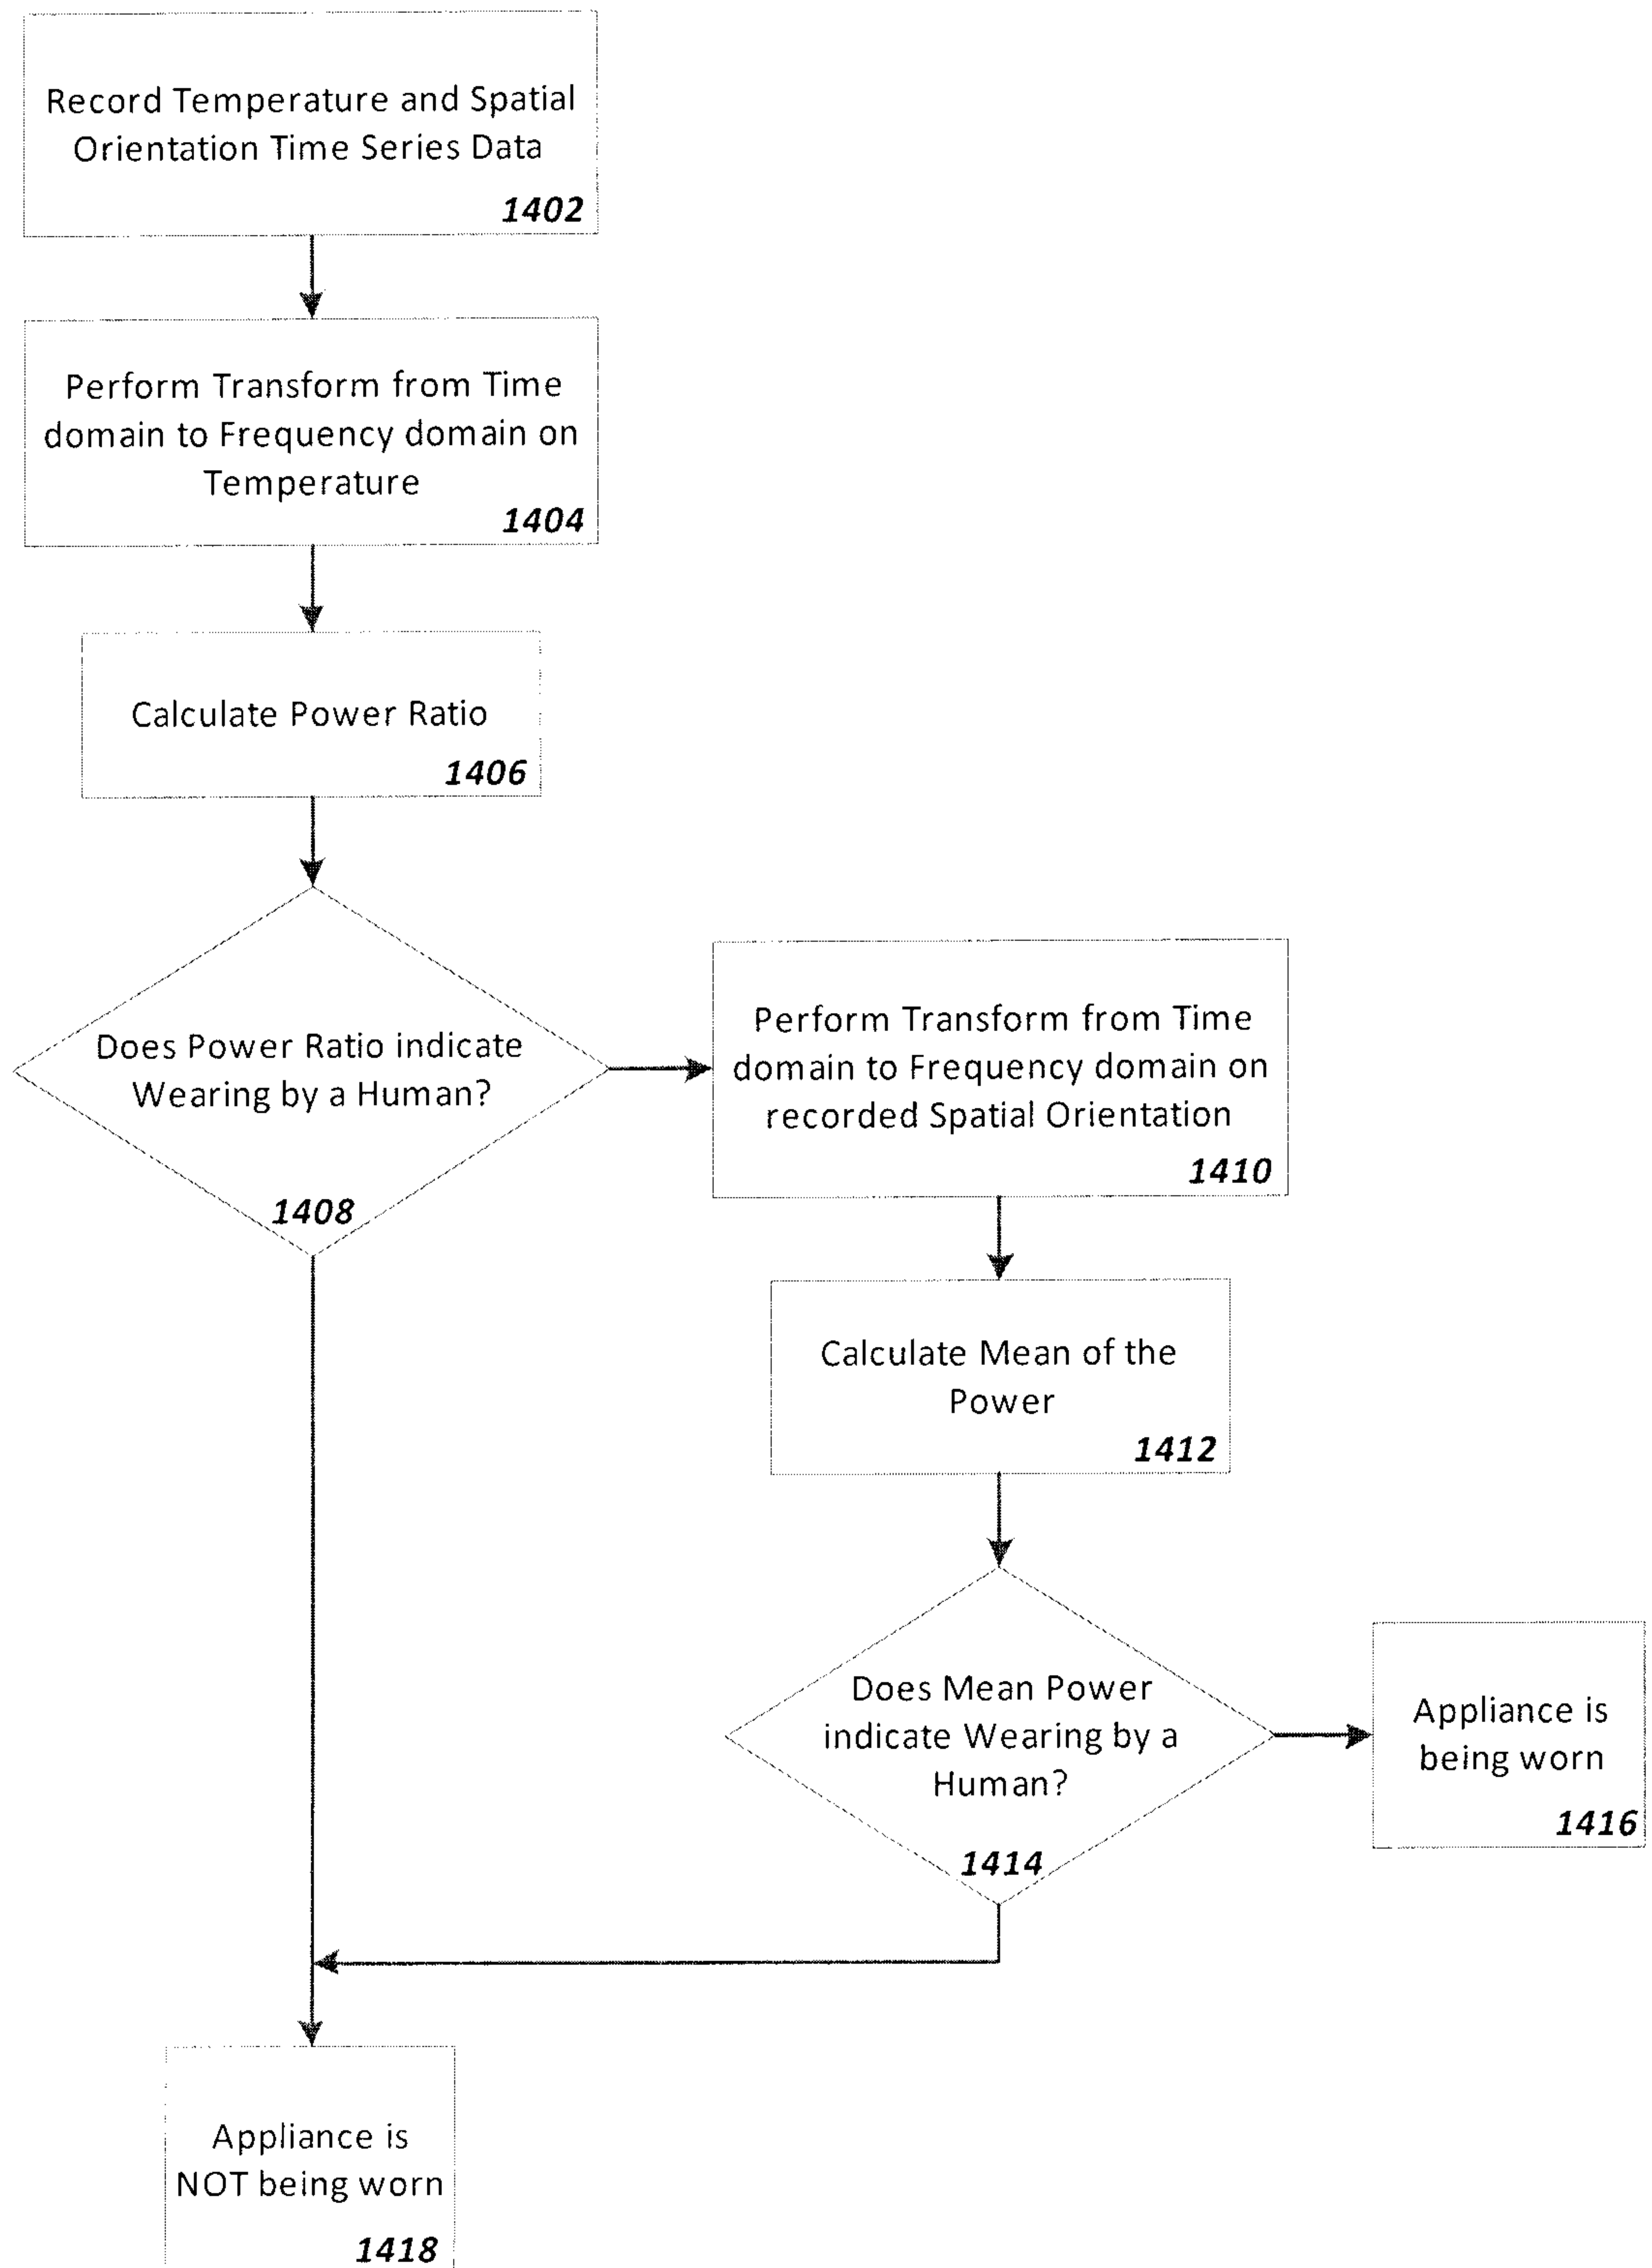 Record Temperature and Spatial
Orientation Time Series Data
1402
Perform Transform from Time
domain to Frequency domain on
Temperature
1404
Calculate Power Ratio
1406
Does Power Ratio indicate
Wearing by a Human?
1408
Perform Transform from Time
domain to Frequency domain on
recorded Spatial Orientation
1410
Calculate Mean of the
Power
1412
Does Mean Power
indicate Wearing by a
Human?
1414
Appliance is
being worn
1416
Appliance is
NOT being worn
1418